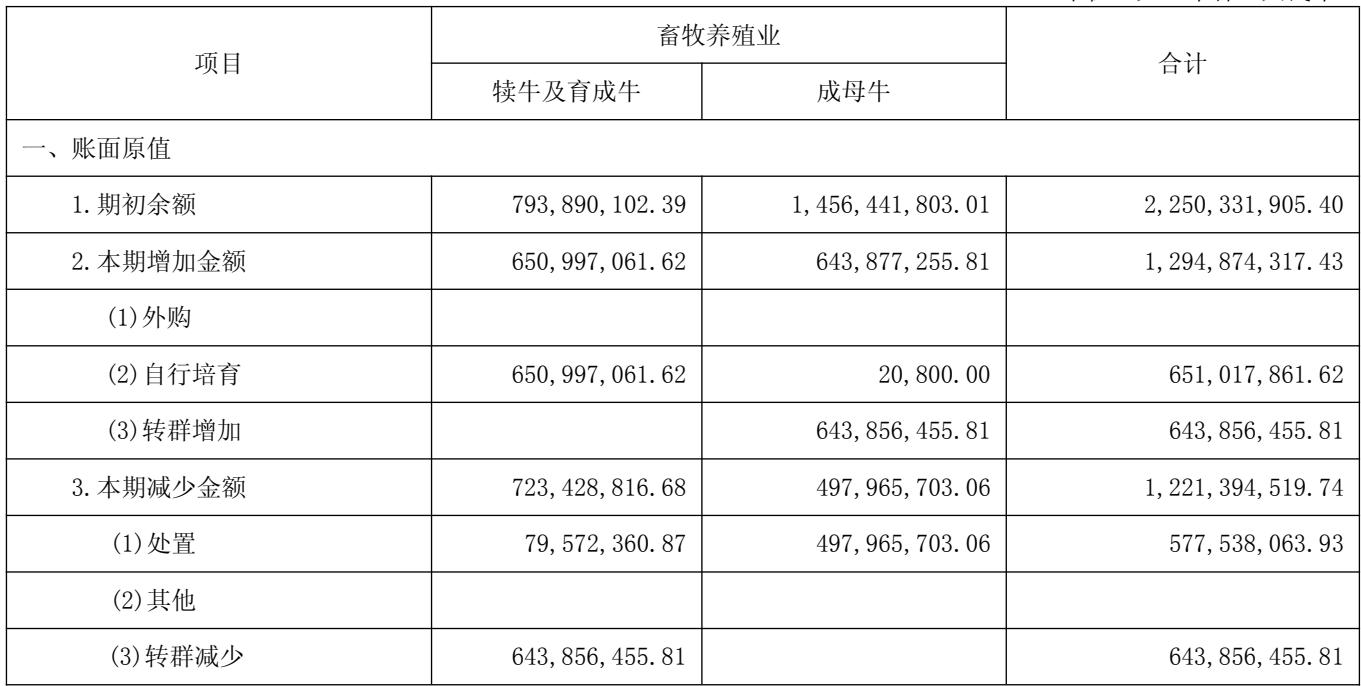 项目 畜牧养殖业 合计
犊牛及育成牛 成母牛
一、账面原值
1.期初余额 793,890,102.39 1,456,441,803.01 2,250,331,905.40
2.本期增加金额 650,997,061.62 643,877,255.81 1,294,874,317.43
(1)外购
(2)自行培育 650,997,061.62 20,800.00 651,017,861.62
(3)转群增加 643,856,455.81 643,856,455.81
3.本期减少金额 723,428,816.68 497,965,703.06 1,221,394,519.74
(1)处置 79,572,360.87 497,965,703.06 577,538,063.93
(2)其他
(3)转群减少 643,856,455.81 643,856,455.81